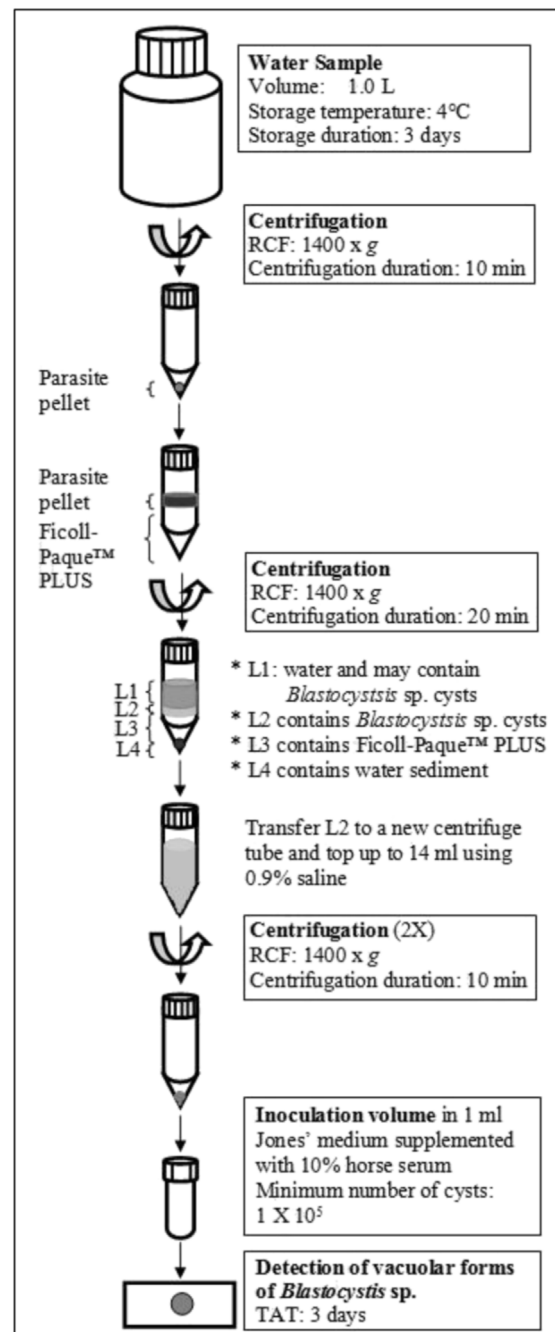 Water Sample
Volume: 1.0 L
Storage temperature: 4℃
Storage duration: 3 days
Centrifugation
RCF: 1400 x g
Centrifugation duration: 10 min
Parasite
pellet
Parasite
pellet
Ficoll-
Paque™
PLUS
Centrifugation
RCF: 1400 x g
Centrifugation duration: 20 min
L1
L2
L3
L4
* L1: water and may contain
Blastocystsis sp. cysts
* L2 contains Blastocystsis sp. cysts
* L3 contains Ficoll-Paque™ PLUS
* L4 contains water sediment
Transfer L2 to a new centrifuge
tube and top up to 14 ml using
0.9% saline
Centrifugation (2X)
RCF: 1400 x g
Centrifugation duration: 10 min
Inoculation volume in 1 ml
Jones’ medium supplemented
with 10% horse serum
Minimum number of cysts:
1 X 10⁵
Detection of vacuolar forms
of Blastocystis sp.
TAT: 3 days